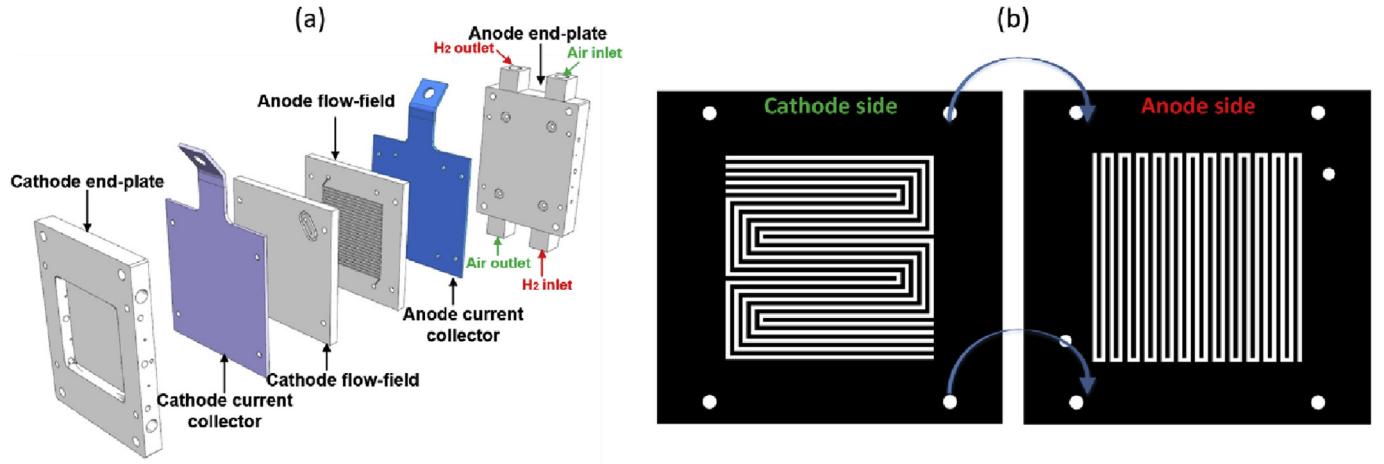 (a)
(b)
Anode end-plate
H2 outlet
Air inlet
Anode flow-field
Cathode end-plate
Air outlet
H2 inlet
Anode current
collector
Cathode flow-field
Cathode current
collector
Cathode side
Anode side